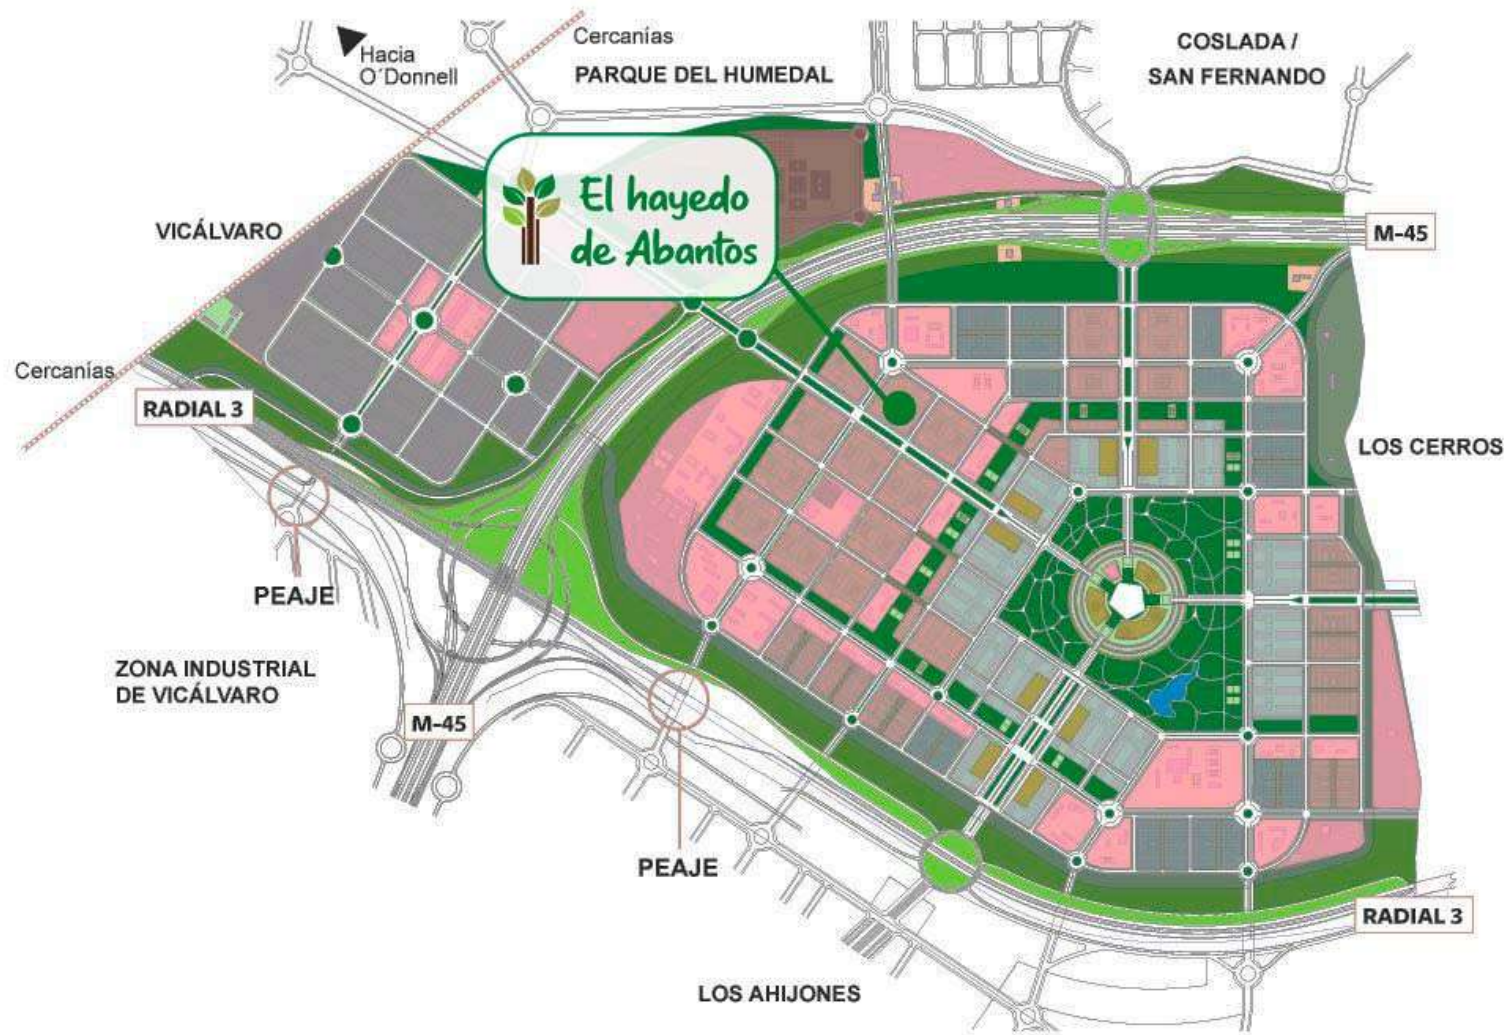 Cercanías
Hacia
O´Donnell
PARQUE DEL HUMEDAL
COSLADA /
SAN FERNANDO
El hayedo
de Abantos
VICÁLVARO
M-45
Cercanías
RADIAL 3
LOS CERROS
PEAJE
ZONA INDUSTRIAL
DE VICÁLVARO
M-45
PEAJE
RADIAL 3
LOS AHIJONES